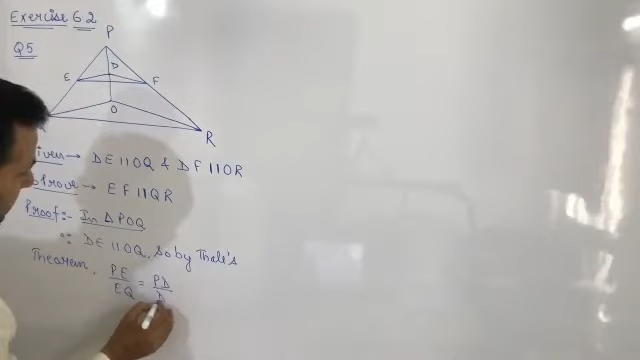 Exercise 6.2
Q5
P
D
E
F
O
R
Given → DE || OQ & DF || OR
Prove → EF || QR
Proof :- In △POQ
∵ DE || OQ, So by Thale's
Theorem, PE/EQ = PD/D